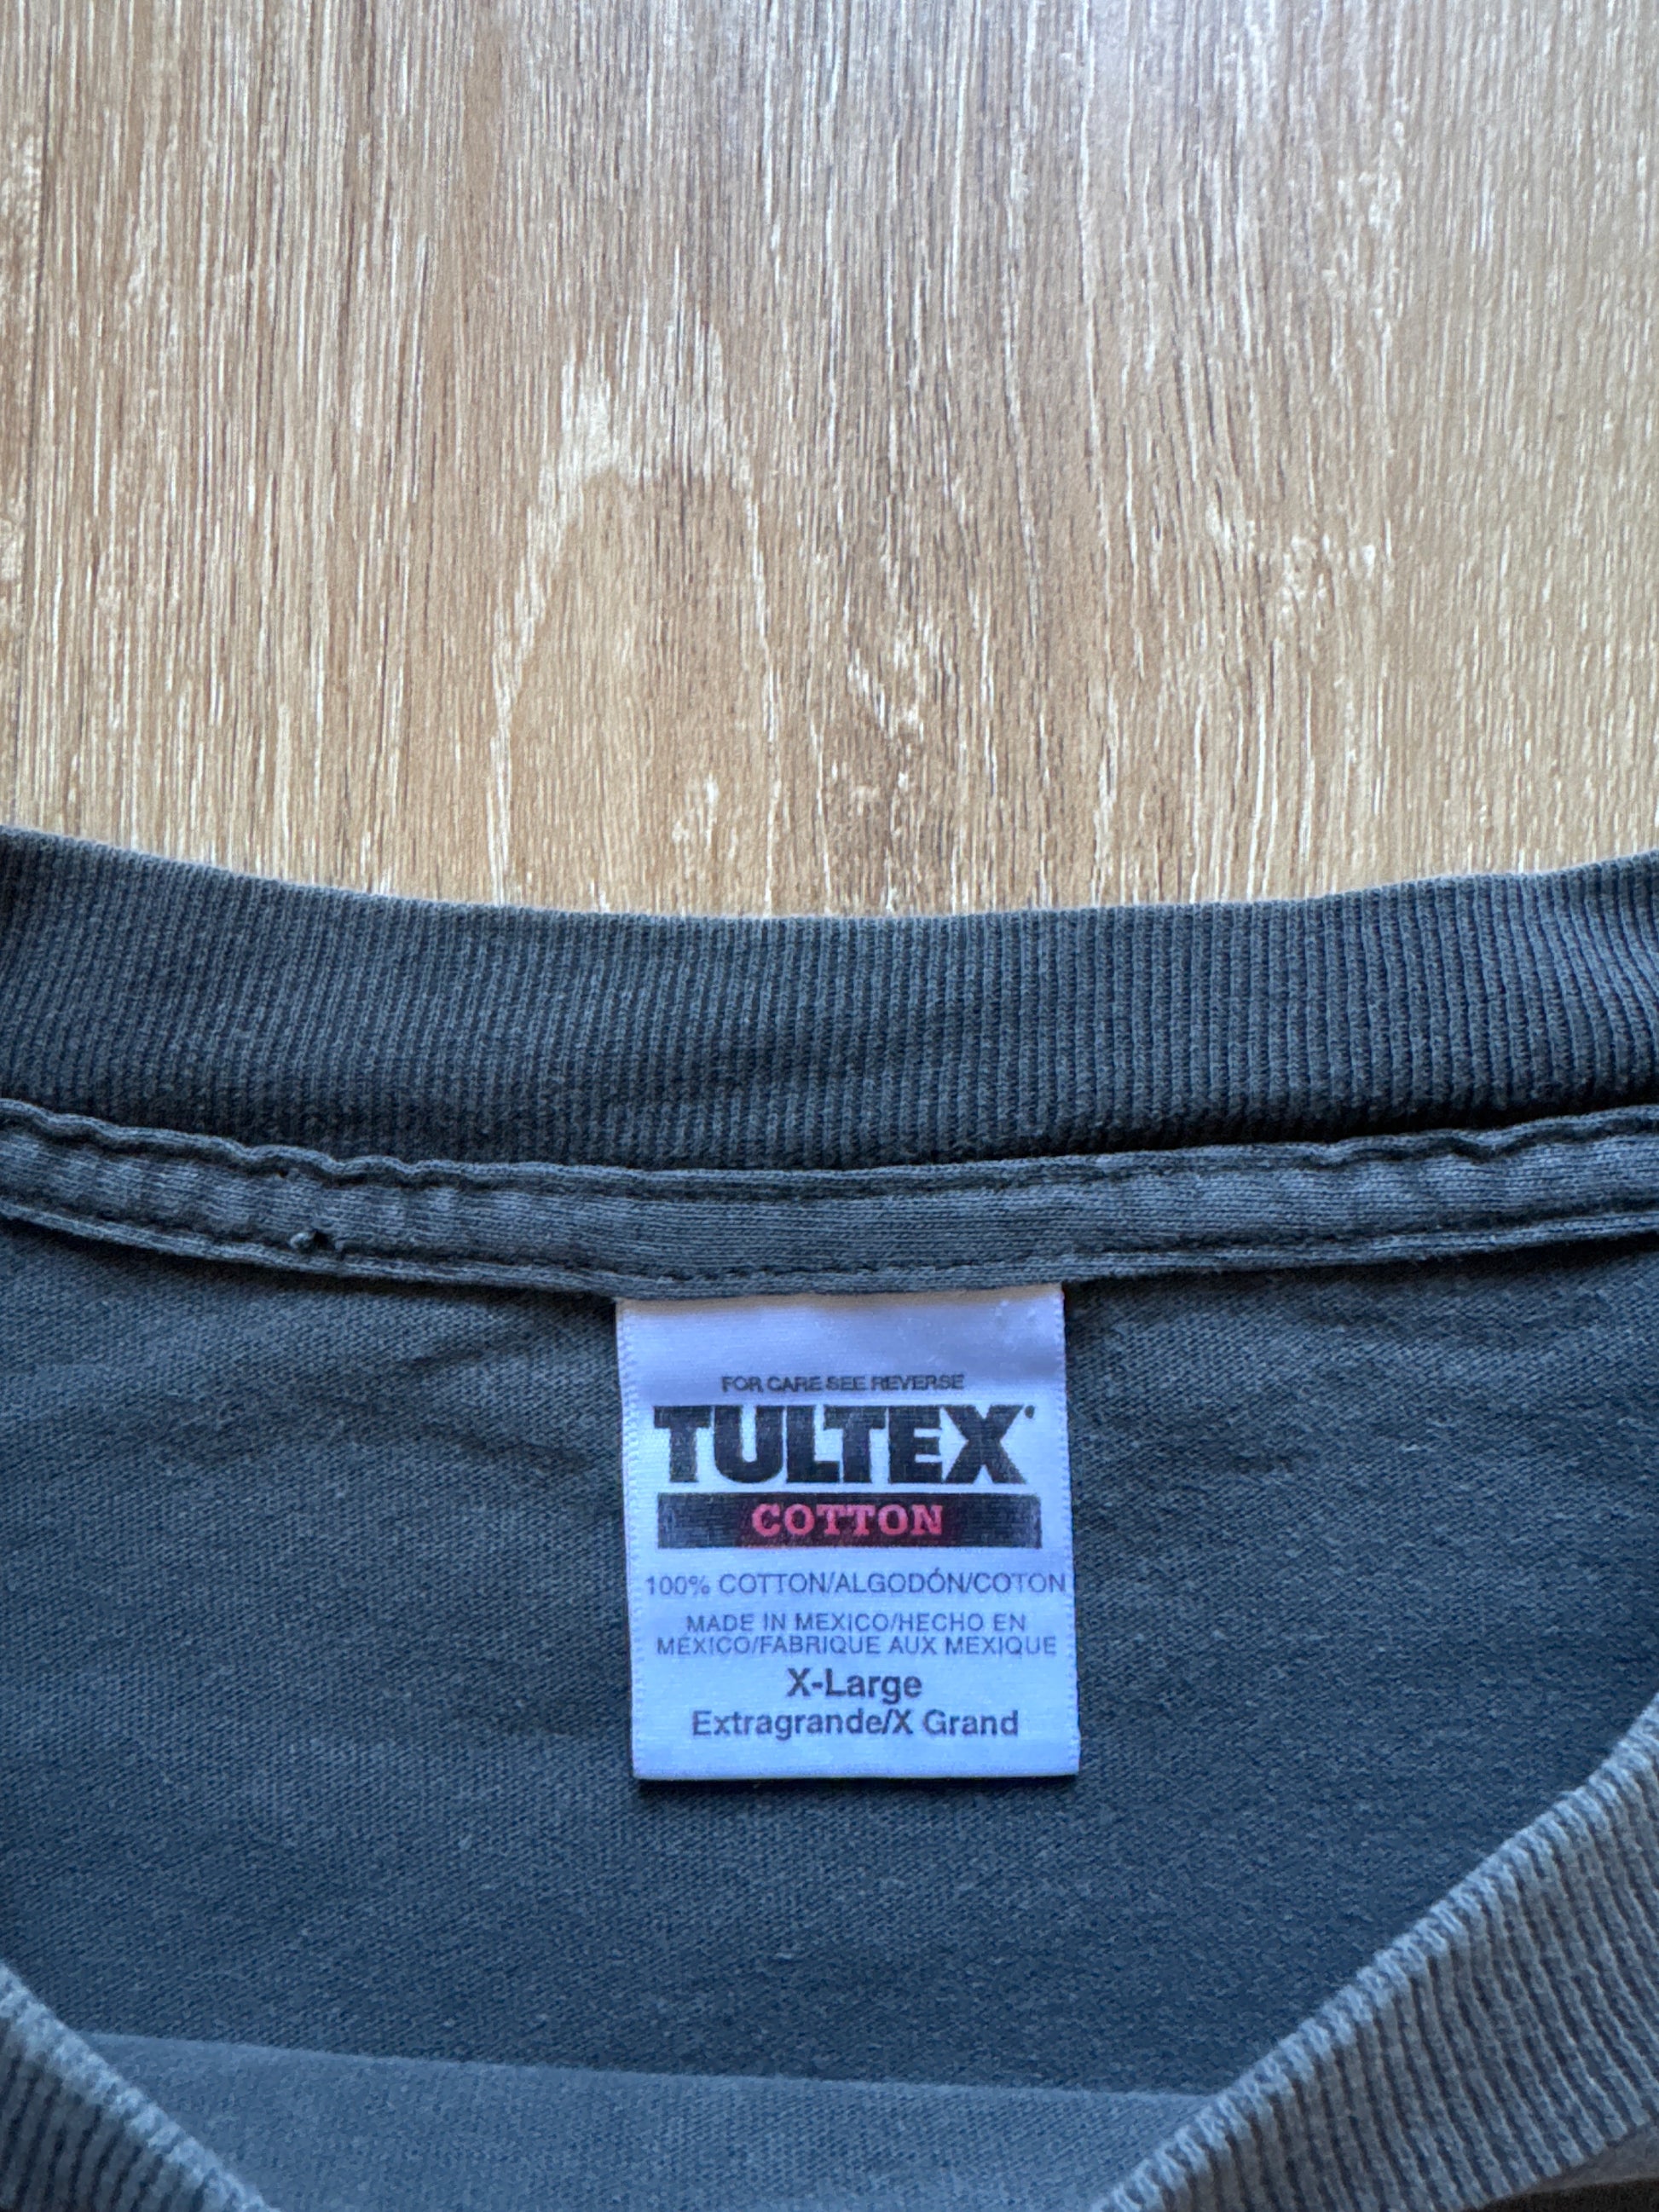 FOR CARE SEE REVERSE
TULTEX®
COTTON
100% COTTON/ALGODÓN/COTON
MADE IN MEXICO/HECHO EN
MÉXICO/FABRIQUE AUX MEXIQUE
X-Large
Extragrande/X Grand